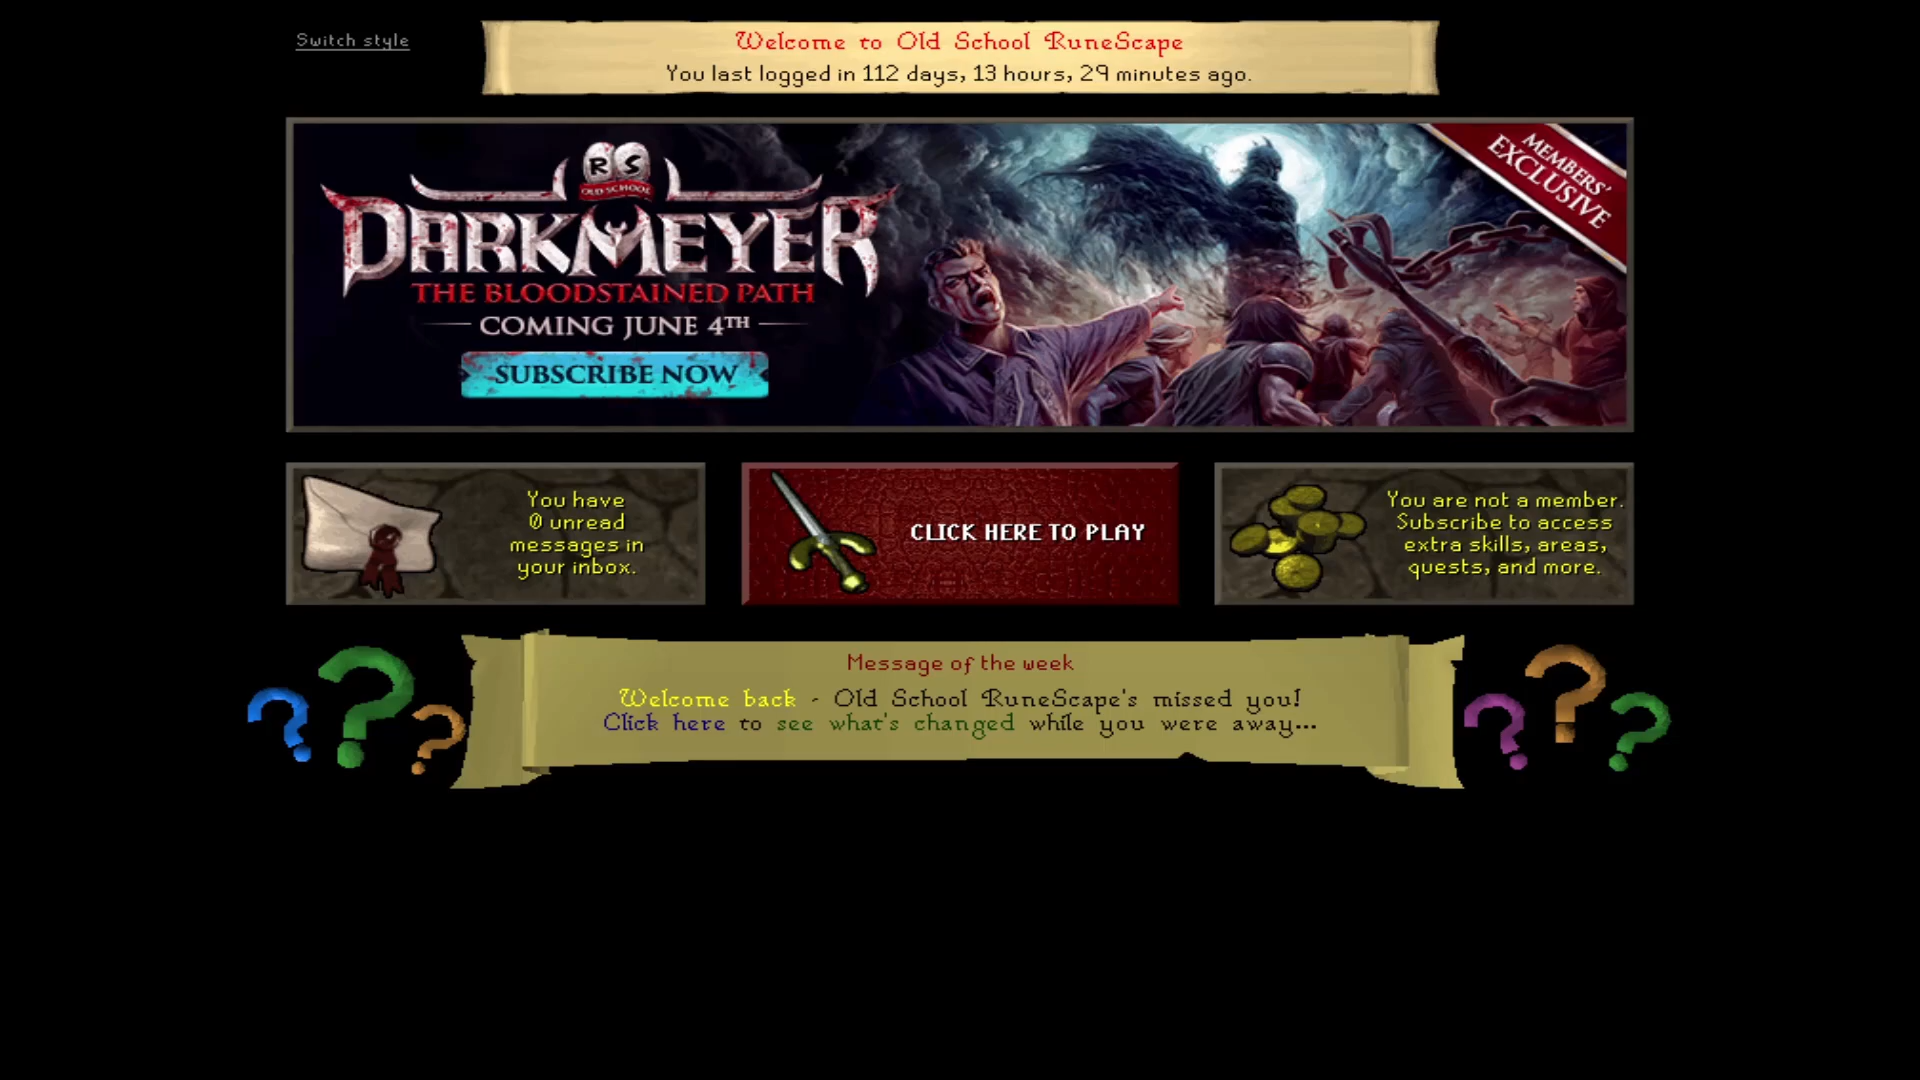 Switch style
Welcome to Old School RuneScape
You last logged in 112 days, 13 hours, 29 minutes ago.
RS
OLD SCHOOL
DARKMEYER
THE BLOODSTAINED PATH
COMING JUNE 4TH
SUBSCRIBE NOW
MEMBERS'
EXCLUSIVE
You have
0 unread
messages in
your inbox.
CLICK HERE TO PLAY
You are not a member.
Subscribe to access
extra skills, areas,
quests, and more.
Message of the week
Welcome back - Old School RuneScape's missed you!
Click here to see what's changed while you were away...